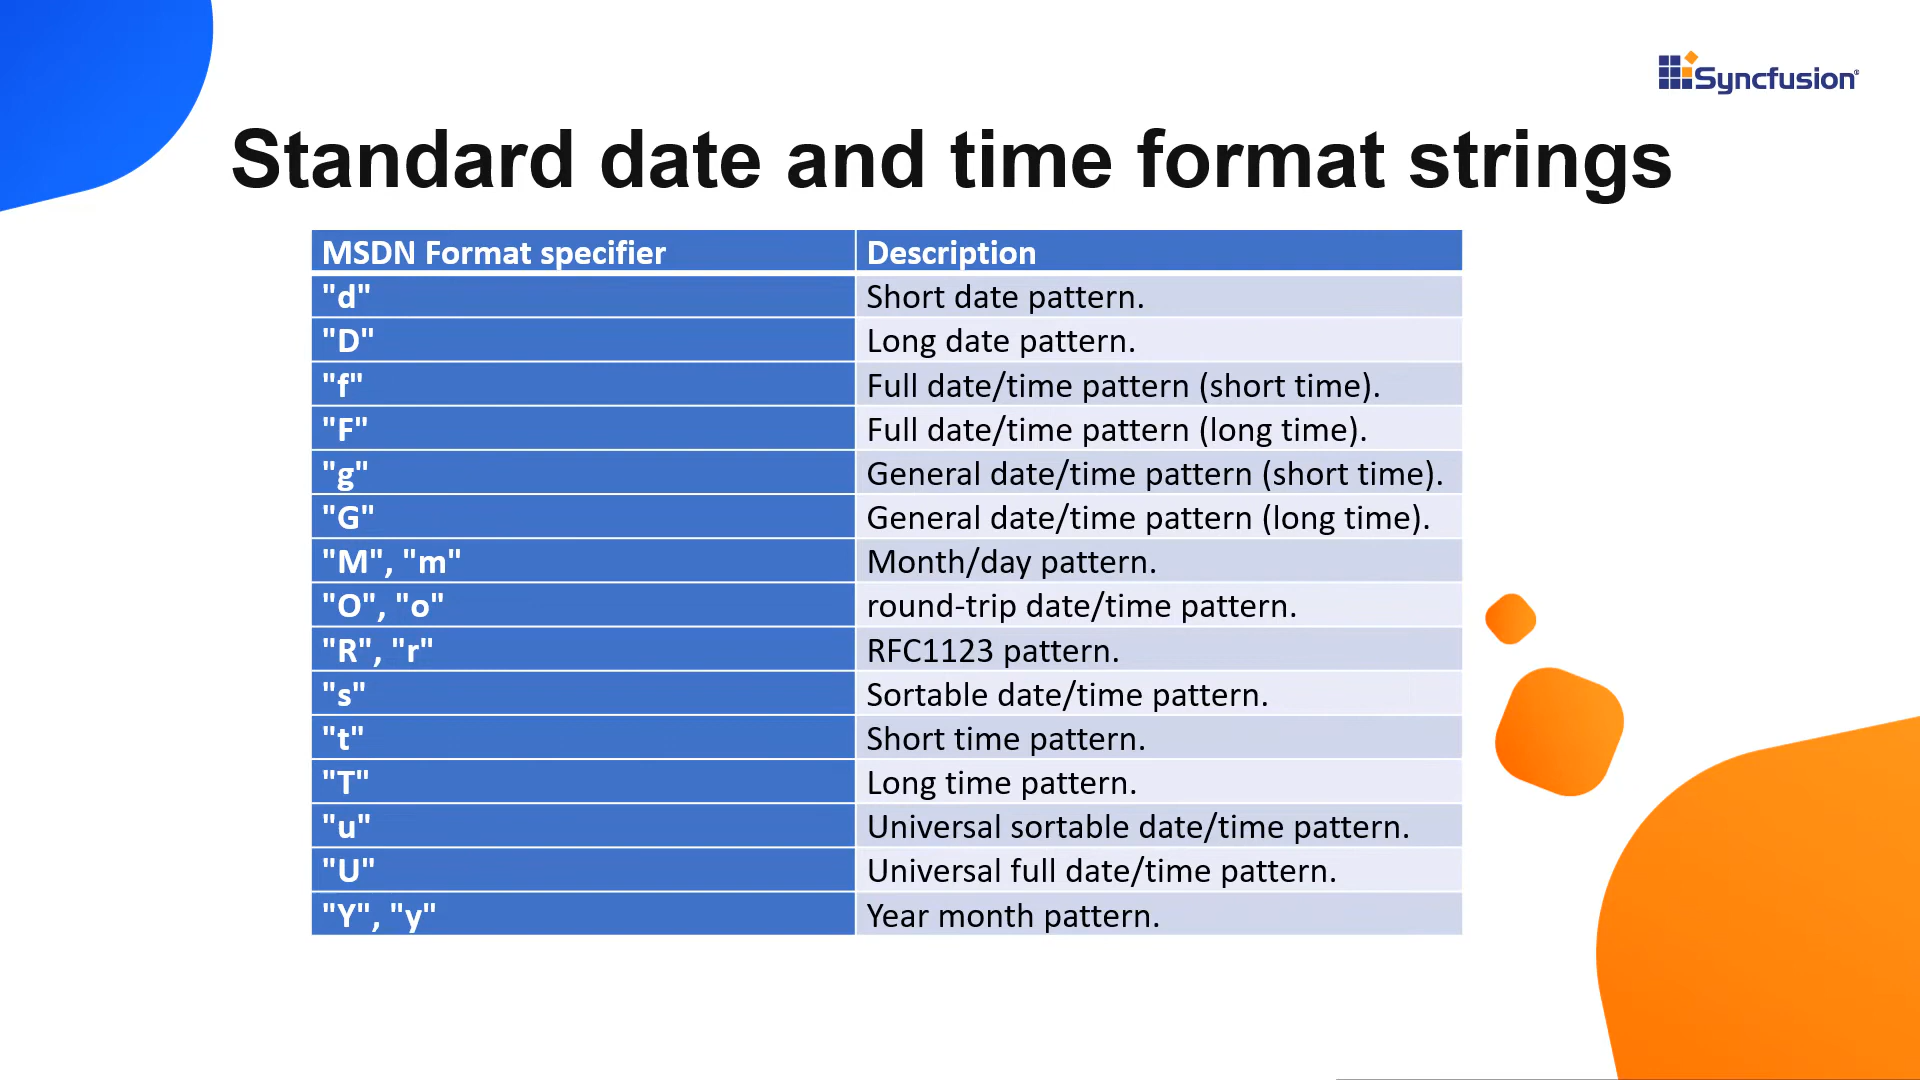 Syncfusion®
Standard date and time format strings
MSDN Format specifier Description
"d" Short date pattern.
"D" Long date pattern.
"f" Full date/time pattern (short time).
"F" Full date/time pattern (long time).
"g" General date/time pattern (short time).
"G" General date/time pattern (long time).
"M", "m" Month/day pattern.
"O", "o" round-trip date/time pattern.
"R", "r" RFC1123 pattern.
"s" Sortable date/time pattern.
"t" Short time pattern.
"T" Long time pattern.
"u" Universal sortable date/time pattern.
"U" Universal full date/time pattern.
"Y", "y" Year month pattern.